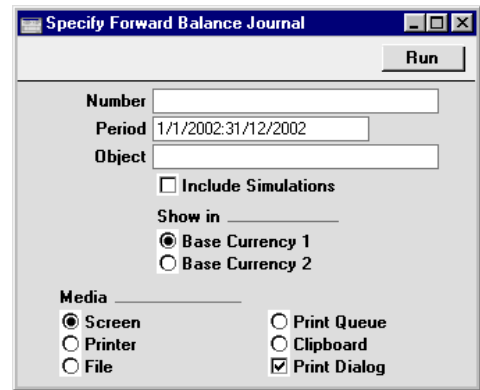 Specify Forward Balance Journal
Run
Number
Period 1/1/2002:31/12/2002
Object
Include Simulations
Show in
Base Currency 1
Base Currency 2
Media
Screen Print Queue
Printer Clipboard
File Print Dialog